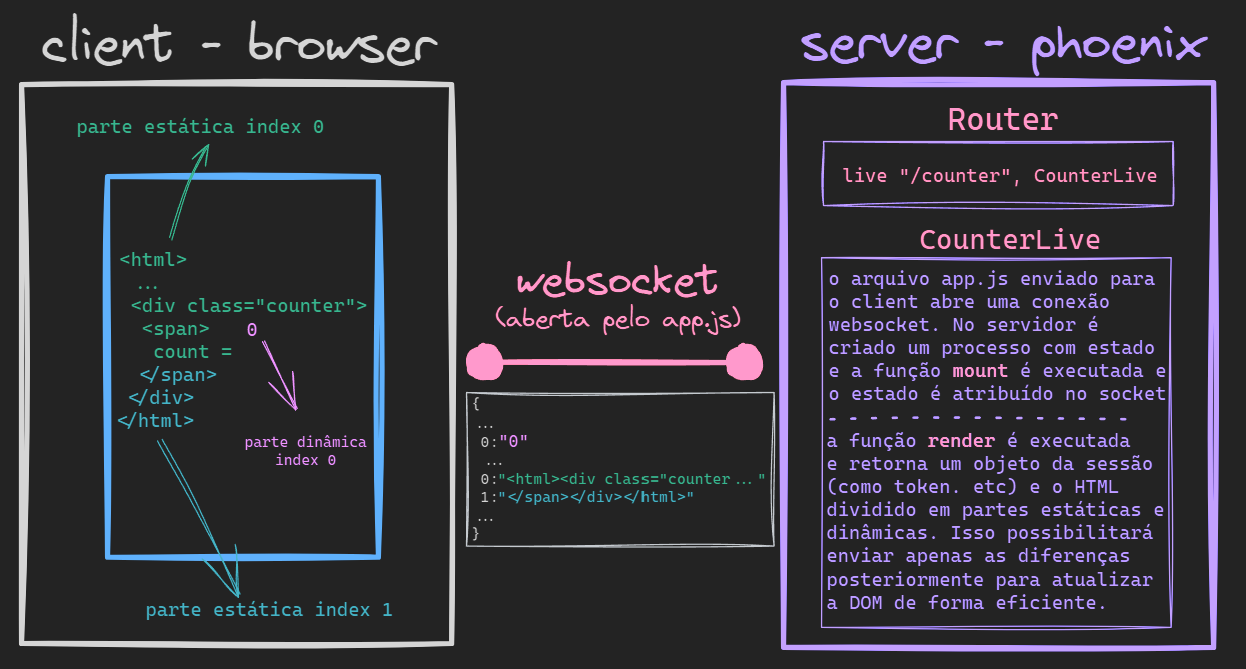 client - browser
parte estática index 0
<html>
...
<div class="counter">
<span> 0
count =
</span>
</div>
</html>
parte dinâmica
index 0
parte estática index 1
websocket
(aberta pelo app.js)
{
...
0:"0"
...
0:"<html><div class="counter..."
1:"</span></div></html>"
...
}
server - phoenix
Router
live "/counter", CounterLive
CounterLive
o arquivo app.js enviado para
o client abre uma conexão
websocket. No servidor é
criado um processo com estado
e a função mount é executada e
o estado é atribuído no socket
- - - - - - - - - - - - - - -
a função render é executada
e retorna um objeto da sessão
(como token. etc) e o HTML
dividido em partes estáticas e
dinâmicas. Isso possibilitará
enviar apenas as diferenças
posteriormente para atualizar
a DOM de forma eficiente.